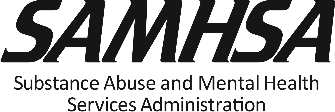 SAMHSA
Substance Abuse and Mental Health
Services Administration